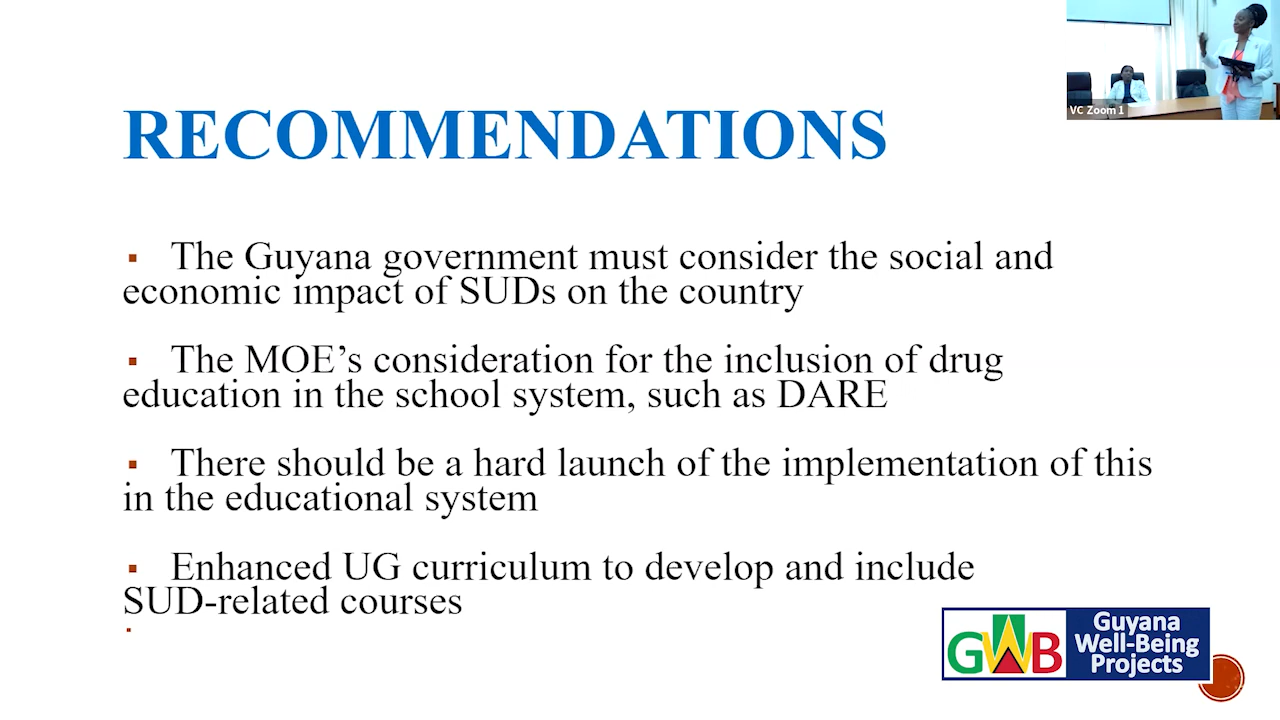 VC Zoom 1
RECOMMENDATIONS
▪ The Guyana government must consider the social and
economic impact of SUDs on the country
▪ The MOE’s consideration for the inclusion of drug
education in the school system, such as DARE
▪ There should be a hard launch of the implementation of this
in the educational system
▪ Enhanced UG curriculum to develop and include
SUD-related courses
▪
GWB
Guyana
Well-Being
Projects